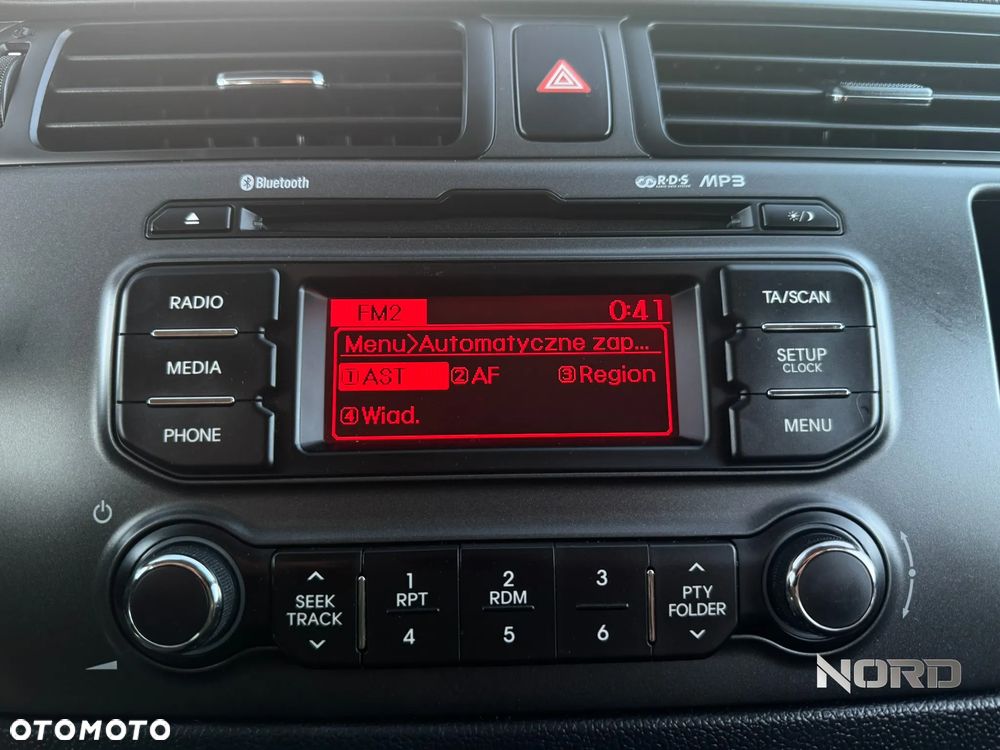 Bluetooth
R·D·S MP3
RADIO
MEDIA
PHONE
FM2 0:41
Menu>Automatyczne zap...
1 AST 2 AF 3 Region
4 Wiad.
TA/SCAN
SETUP
CLOCK
MENU
SEEK
TRACK
1
RPT
4
2
RDM
5
3
6
PTY
FOLDER
NORD
OTOMOTO